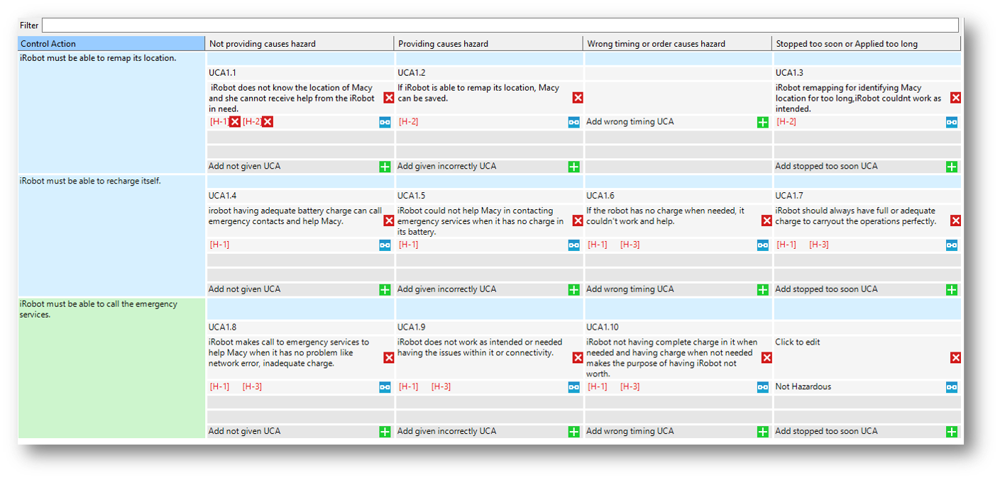 Filter
Control Action
Not providing causes hazard
Providing causes hazard
Wrong timing or order causes hazard
Stopped too soon or Applied too long
iRobot must be able to remap its location.
UCA1.1
UCA1.2
UCA1.3
iRobot does not know the location of Macy
and she cannot receive help from the iRobot
in need.
If iRobot is able to remap its location, Macy
can be saved.
iRobot remapping for identifying Macy
location for too long,iRobot couldnt work as
intended.
[H-1] [H-2]
[H-2]
Add wrong timing UCA
[H-2]
Add not given UCA
Add given incorrectly UCA
Add stopped too soon UCA
iRobot must be able to recharge itself.
UCA1.4
UCA1.5
UCA1.6
UCA1.7
irobot having adequate battery charge can call
emergency contacts and help Macy.
iRobot could not help Macy in contacting
emergency services when it has no charge in
its battery.
If the robot has no charge when needed, it
couldn't work and help.
iRobot should always have full or adequate
charge to carryout the operations perfectly.
[H-1]
[H-1]
[H-1] [H-3]
[H-1] [H-3]
Add not given UCA
Add given incorrectly UCA
Add wrong timing UCA
Add stopped too soon UCA
iRobot must be able to call the emergency
services.
UCA1.8
UCA1.9
UCA1.10
iRobot makes call to emergency services to
help Macy when it has no problem like
network error, inadequate charge.
iRobot does not work as intended or needed
having the issues within it or connectivity.
iRobot not having complete charge in it when
needed and having charge when not needed
makes the purpose of having iRobot not
worth.
Click to edit
[H-1] [H-3]
[H-1] [H-3]
[H-1] [H-3]
Not Hazardous
Add not given UCA
Add given incorrectly UCA
Add wrong timing UCA
Add stopped too soon UCA